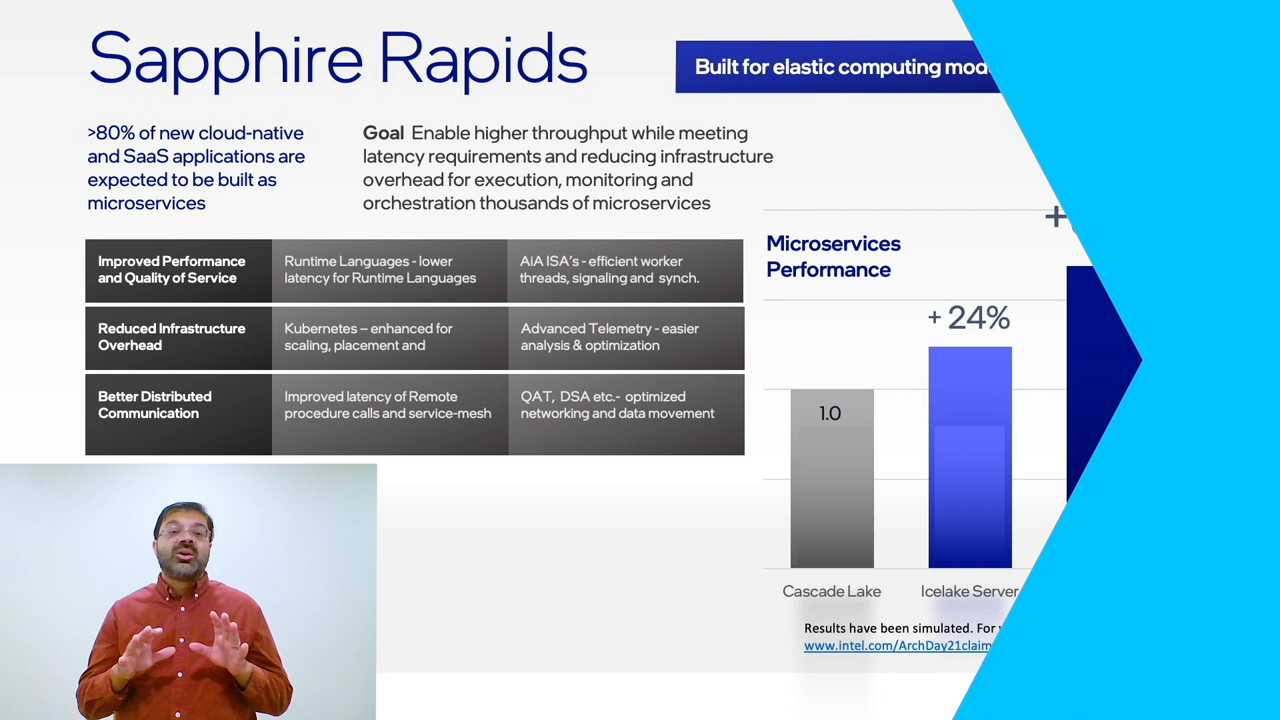 Sapphire Rapids
Built for elastic computing
>80% of new cloud-native
and SaaS applications are
expected to be built as
microservices
Goal Enable higher throughput while meeting
latency requirements and reducing infrastructure
overhead for execution, monitoring and
orchestration thousands of microservices
Improved Performance
and Quality of Service
Runtime Languages - lower
latency for Runtime Languages
AiA ISA's - efficient worker
threads, signaling and synch.
Reduced Infrastructure
Overhead
Kubernetes – enhanced for
scaling, placement and
Advanced Telemetry - easier
analysis & optimization
Better Distributed
Communication
Improved latency of Remote
procedure calls and service-mesh
QAT, DSA etc.- optimized
networking and data movement
Microservices
Performance
+
+ 24%
1.0
Cascade Lake
Icelake Server
Results have been simulated. For
www.intel.com/ArchDay21claim